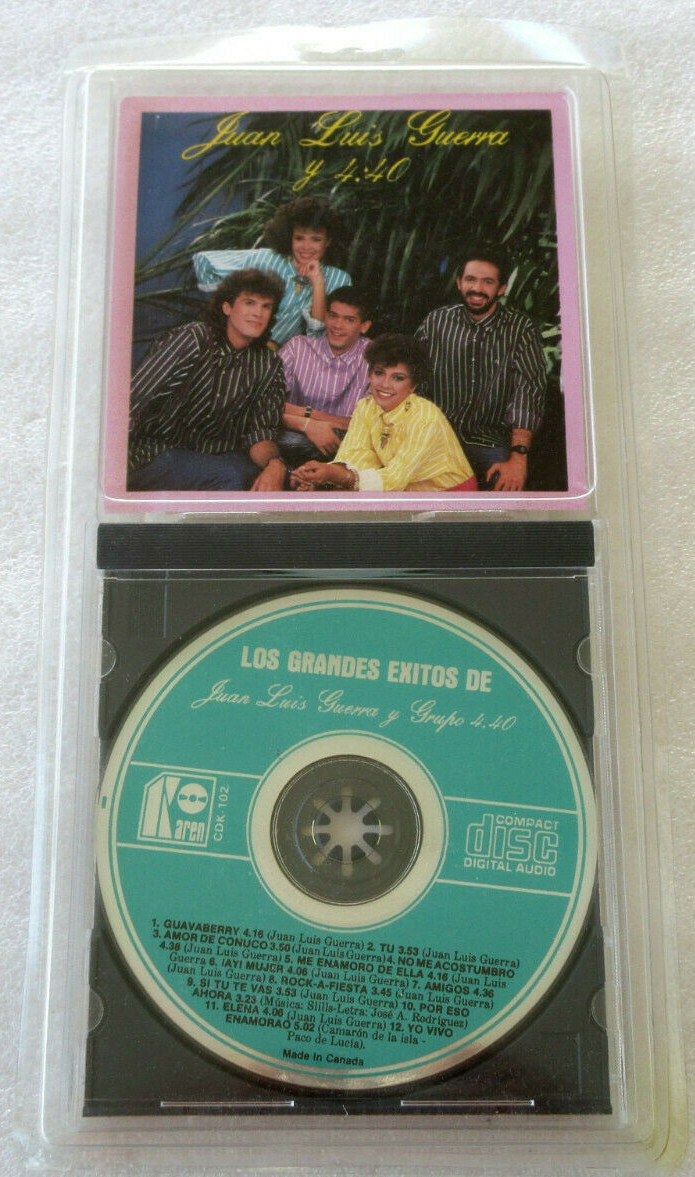 Juan Luis Guerra
y 4.40
LOS GRANDES EXITOS DE
Juan Luis Guerra y Grupo 4.40
Karen
CDK-102
COMPACT
disc
DIGITAL AUDIO
1. GUAVABERRY 4.16 (Juan Luis Guerra) 2. TU 3.53 (Juan Luis Guerra)
3. AMOR DE CONUCO 3.50 (Juan Luis Guerra) 4. NO ME ACOSTUMBRO
4.38 (Juan Luis Guerra) 5. ME ENAMORO DE ELLA 4.16 (Juan Luis
Guerra) 6. ¡AY! MUJER 4.06 (Juan Luis Guerra) 7. AMIGOS 4.36
(Juan Luis Guerra) 8. ROCK-A-FIESTA 3.45 (Juan Luis Guerra)
9. SI TU TE VAS 3.53 (Juan Luis Guerra) 10. POR ESO
AHORA 3.23 (Música: Slills-Letra: José A. Rodríguez)
11. ELENA 4.06 (Juan Luis Guerra) 12. YO VIVO
ENAMORAO 5.02 (Camarón de la isla -
Paco de Lucía).
Made In Canada